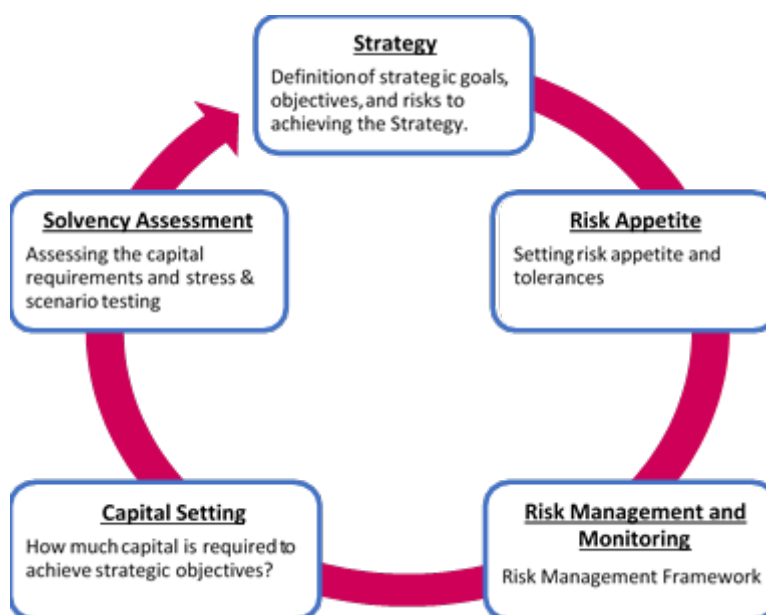 Strategy
Definition of strategic goals,
objectives, and risks to
achieving the Strategy.
Risk Appetite
Setting risk appetite and
tolerances
Risk Management and
Monitoring
Risk Management Framework
Capital Setting
How much capital is required to
achieve strategic objectives?
Solvency Assessment
Assessing the capital
requirements and stress &
scenario testing